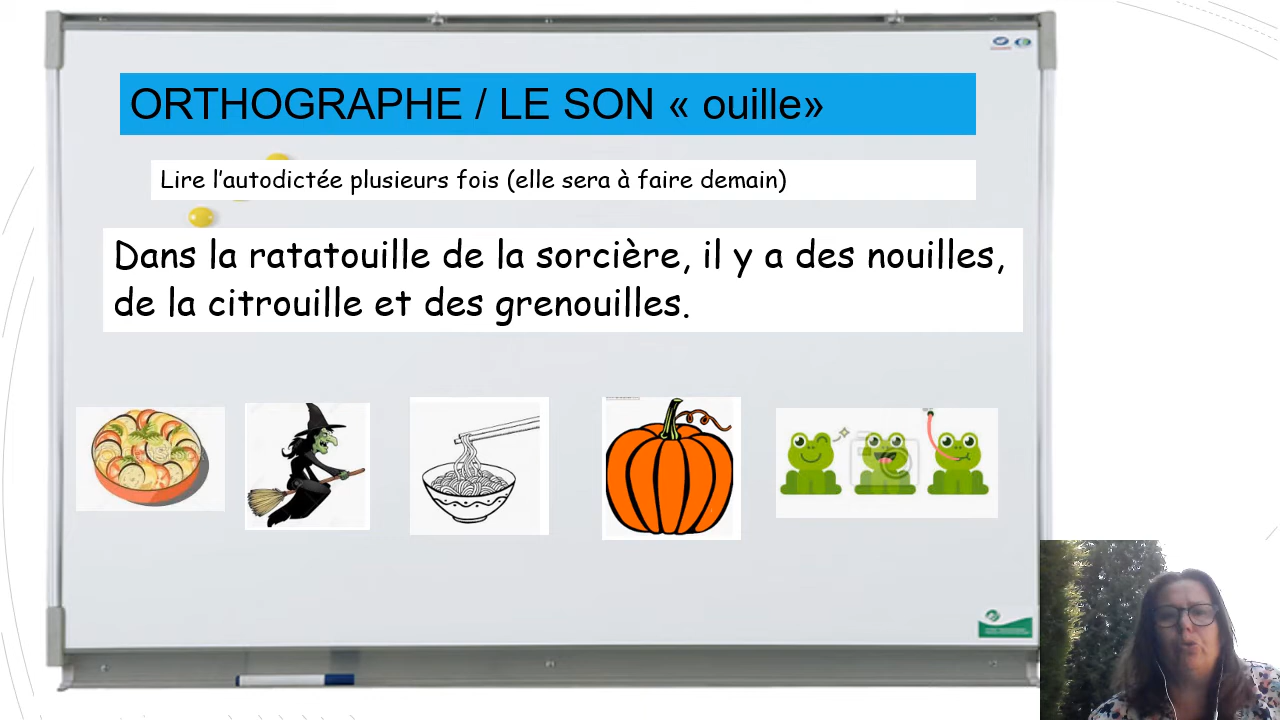 ORTHOGRAPHE / LE SON « ouille»
Lire l’autodictée plusieurs fois (elle sera à faire demain)
Dans la ratatouille de la sorcière, il y a des nouilles,
de la citrouille et des grenouilles.